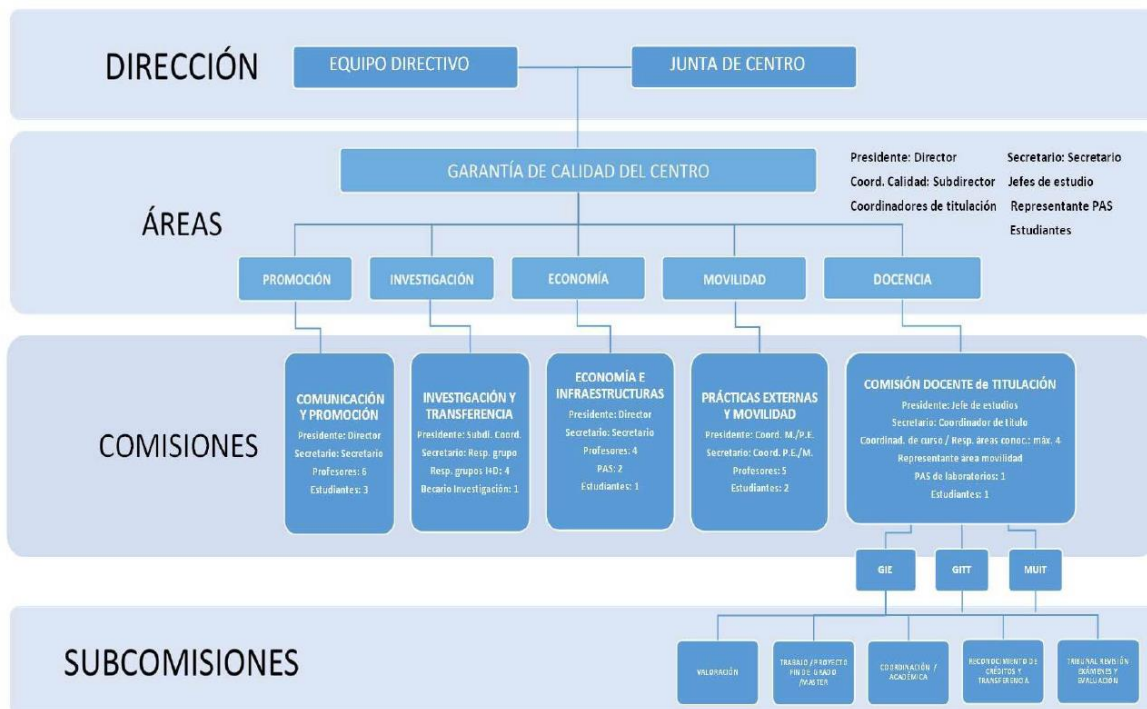 DIRECCIÓN
EQUIPO DIRECTIVO
JUNTA DE CENTRO
ÁREAS
GARANTÍA DE CALIDAD DEL CENTRO
Presidente: Director
Secretario: Secretario
Coord. Calidad: Subdirector
Jefes de estudio
Coordinadores de titulación
Representante PAS
Estudiantes
PROMOCIÓN
INVESTIGACIÓN
ECONOMÍA
MOVILIDAD
DOCENCIA
COMISIONES
COMUNICACIÓN
Y PROMOCIÓN
Presidente: Director
Secretario: Secretario
Profesores: 6
Estudiantes: 3
INVESTIGACIÓN Y
TRANSFERENCIA
Presidente: Subdi. Coord.
Secretario: Resp. grupo
Resp. grupos I+D: 4
Becario Investigación: 1
ECONOMÍA E
INFRAESTRUCTURAS
Presidente: Director
Secretario: Secretario
Profesores: 4
PAS: 2
Estudiantes: 1
PRÁCTICAS EXTERNAS
Y MOVILIDAD
Presidente: Coord. M./P.E.
Secretario: Coord. P.E./M.
Profesores: 5
Estudiantes: 2
COMISIÓN DOCENTE de TITULACIÓN
Presidente: Jefe de estudios
Secretario: Coordinador de título
Coordinad. de curso / Resp. áreas conoc.: máx. 4
Representante área movilidad
PAS de laboratorios: 1
Estudiantes: 1
GIE
GITT
MUIT
SUBCOMISIONES
VALORACIÓN
TRABAJO / PROYECTO
FIN DE GRADO
/MASTER
COORDINACIÓN /
ACADÉMICA
RECONOCIMIENTO DE
CRÉDITOS Y
TRANSFERENCIA
TRIBUNAL REVISIÓN
EXÁMENES Y
EVALUACIÓN